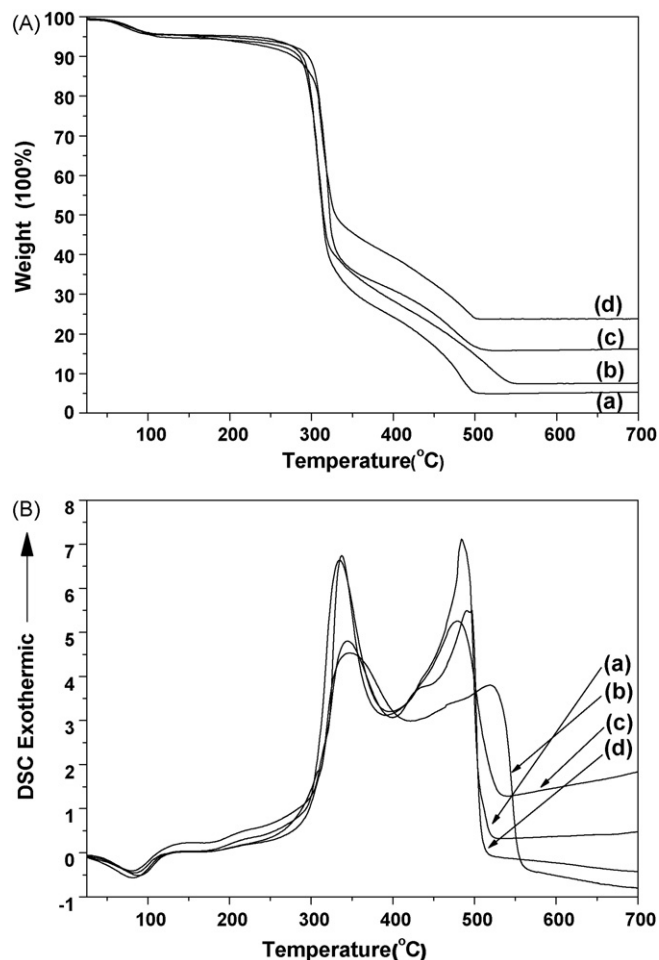 (A)
100
90
80
70
60
50
40
30
20
10
0
Weight (100%)
(d)
(c)
(b)
(a)
100 200 300 400 500 600 700
Temperature(°C)
(B)
8
7
6
5
4
3
2
1
0
-1
DSC Exothermic
(a)
(b)
(c)
(d)
100 200 300 400 500 600 700
Temperature(°C)